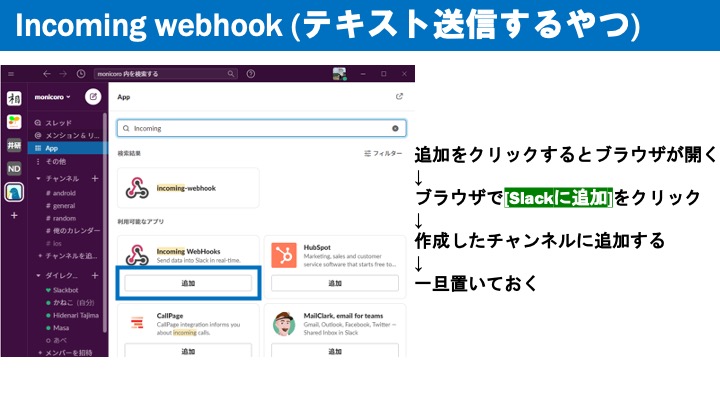 Incoming webhook (テキスト送信するやつ)
monicoro 内を検索する
monicoro
App
スレッド
メンション & リ...
App
その他
チャンネル
# android
# general
# random
# 俺のカレンダー
# ios
+ チャンネルを追...
ダイレク...
Slackbot
かねこ (自分)
Hidenari Tajima
Masa
あべ
+ メンバーを招待
相
井研
ND
Incoming
検索結果
フィルター
incoming-webhook
利用可能なアプリ
Incoming WebHooks
Send data into Slack in real-time.
追加
HubSpot
Marketing, sales and customer
service software that starts free to...
追加
CallPage
CallPage integration informs you
about incoming calls.
追加
MailClark, email for teams
Gmail, Outlook, Facebook, Twitter —
Shared Inbox in Slack
追加
追加をクリックするとブラウザが開く
↓
ブラウザで[Slackに追加]をクリック
↓
作成したチャンネルに追加する
↓
一旦置いておく